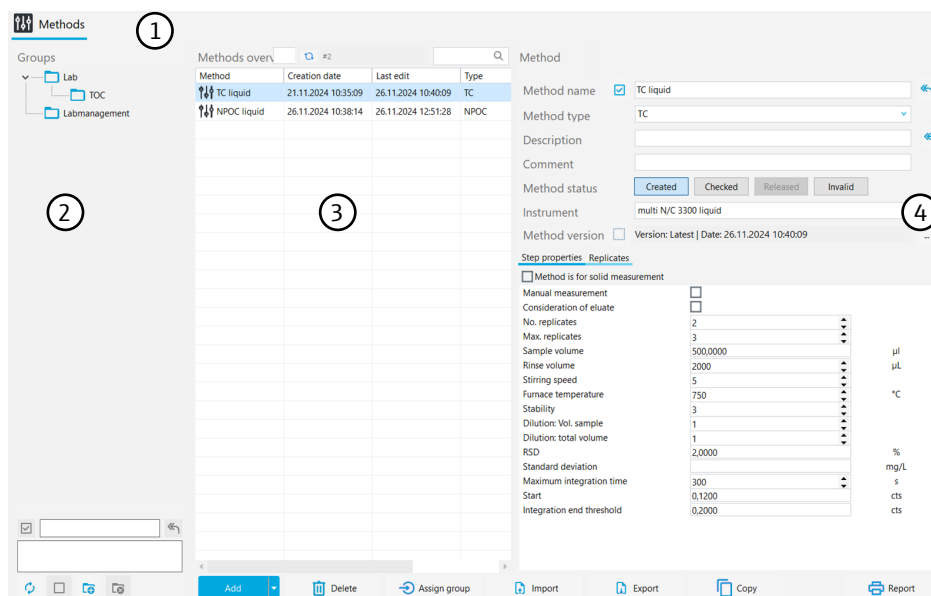 Methods
1
Groups
Lab
TOC
Labmanagement
2
Methods overv
#2
Method Creation date Last edit Type
TC liquid 21.11.2024 10:35:09 26.11.2024 10:40:09 TC
NPOC liquid 26.11.2024 10:38:14 26.11.2024 12:51:28 NPOC
3
Method
Method name TC liquid
Method type TC
Description
Comment
Method status Created Checked Released Invalid
Instrument multi N/C 3300 liquid
4
Method version Version: Latest | Date: 26.11.2024 10:40:09 ...
Step properties Replicates
Method is for solid measurement
Manual measurement
Consideration of eluate
No. replicates 2
Max. replicates 3
Sample volume 500,0000 µl
Rinse volume 2000 µL
Stirring speed 5
Furnace temperature 750 °C
Stability 3
Dilution: Vol. sample 1
Dilution: total volume 1
RSD 2,0000 %
Standard deviation mg/L
Maximum integration time 300 s
Start 0,1200 cts
Integration end threshold 0,2000 cts
Add Delete Assign group Import Export Copy Report